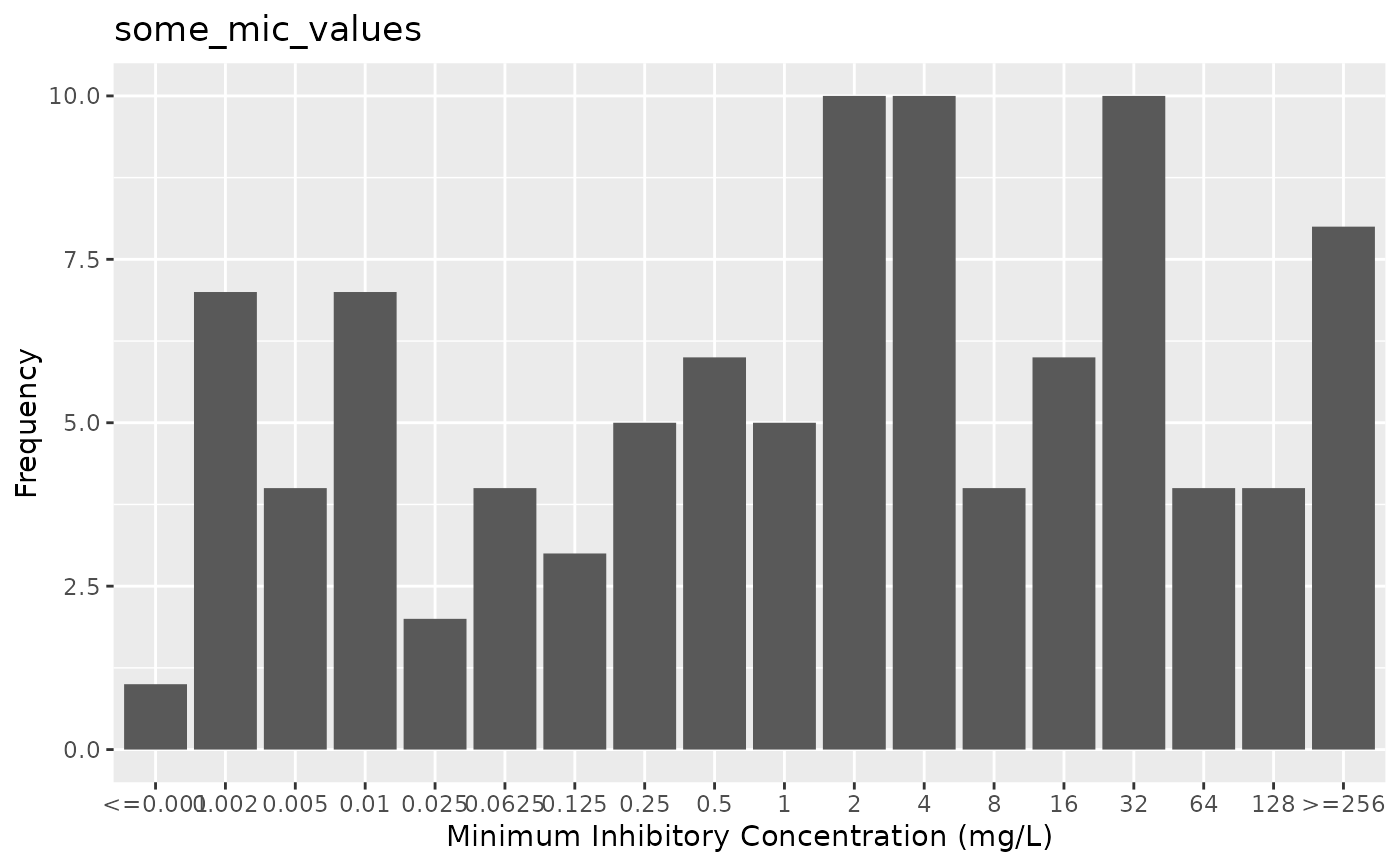 some_mic_values
10.0
7.5
5.0
2.5
0.0
Frequency
<=0.001 0.002 0.005 0.01 0.025 0.0625 0.125 0.25 0.5 1 2 4 8 16 32 64 128 >=256
Minimum Inhibitory Concentration (mg/L)